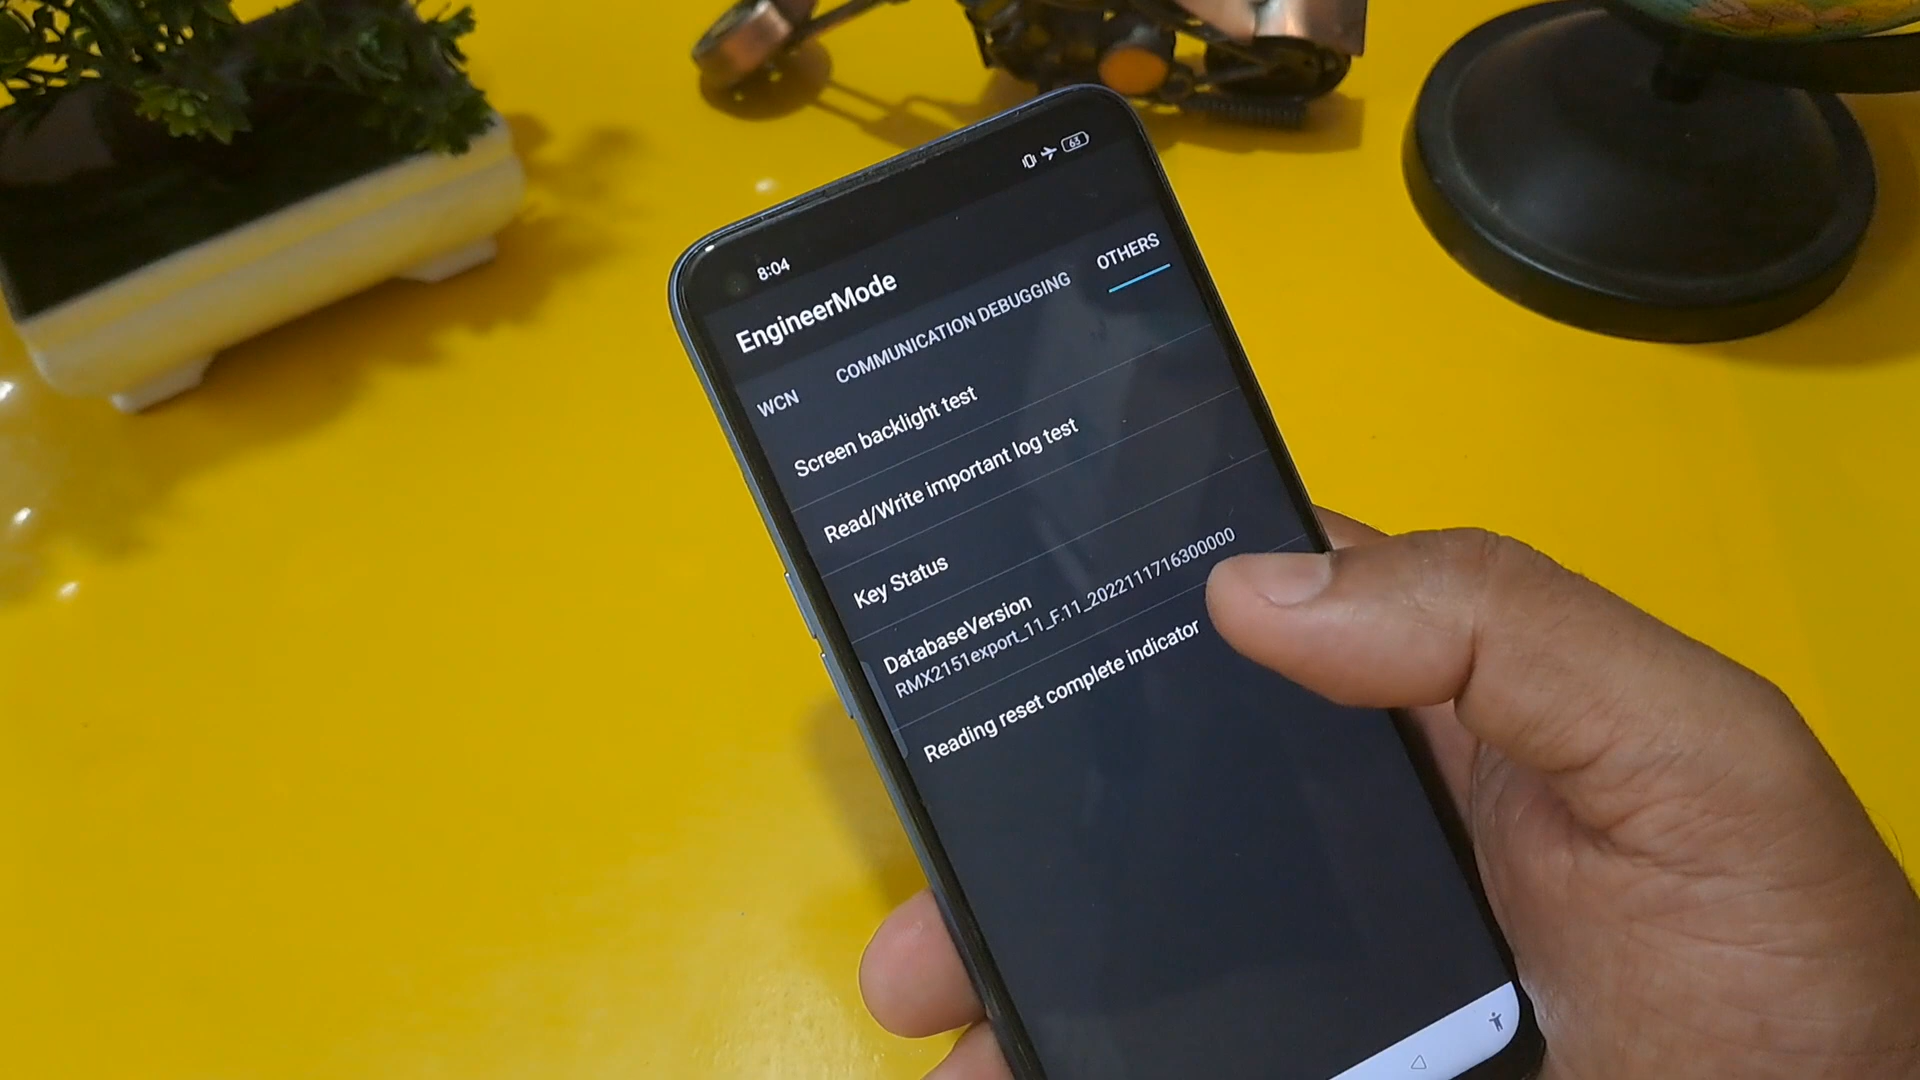 8:04
63
EngineerMode
WCN COMMUNICATION DEBUGGING OTHERS
Screen backlight test
Read/Write important log test
Key Status
DatabaseVersion
RMX2151export_11_F.11_2022111716300000
Reading reset complete indicator